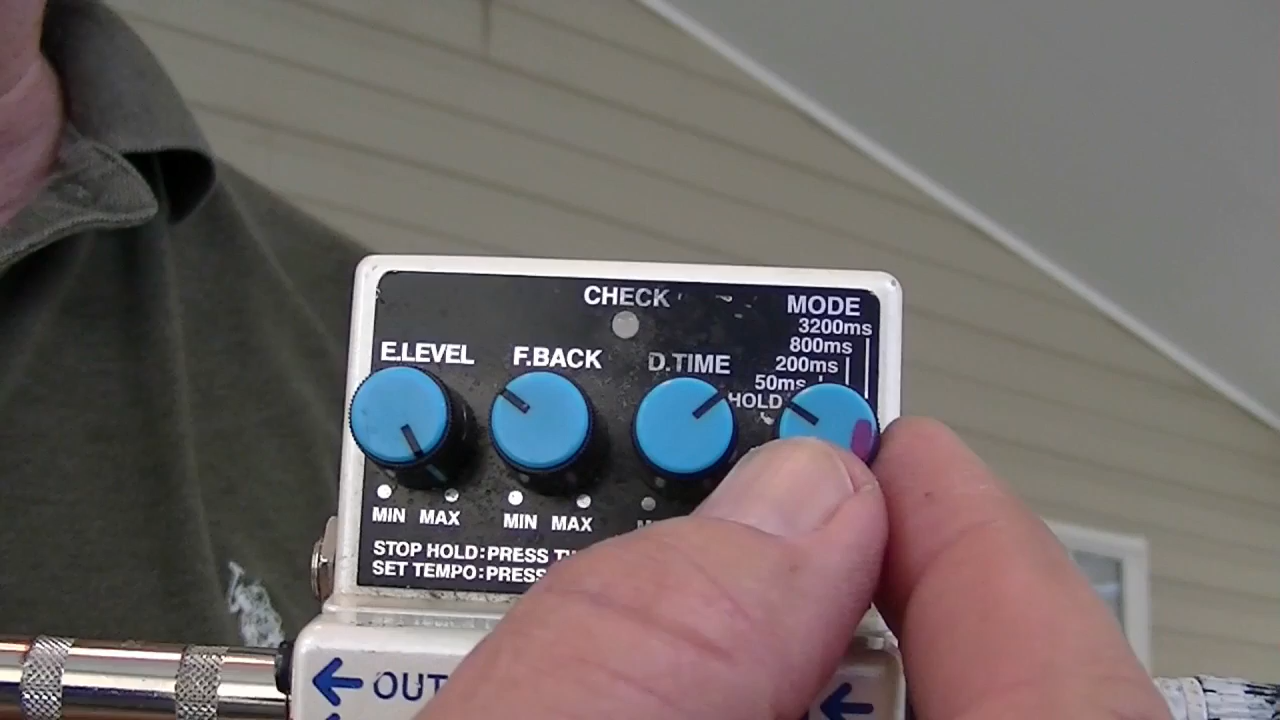 CHECK
MODE
3200ms
800ms
200ms
50ms
HOLD
E.LEVEL F.BACK D.TIME
MIN MAX MIN MAX
STOP HOLD:PRESS
SET TEMPO:PRESS
OUT